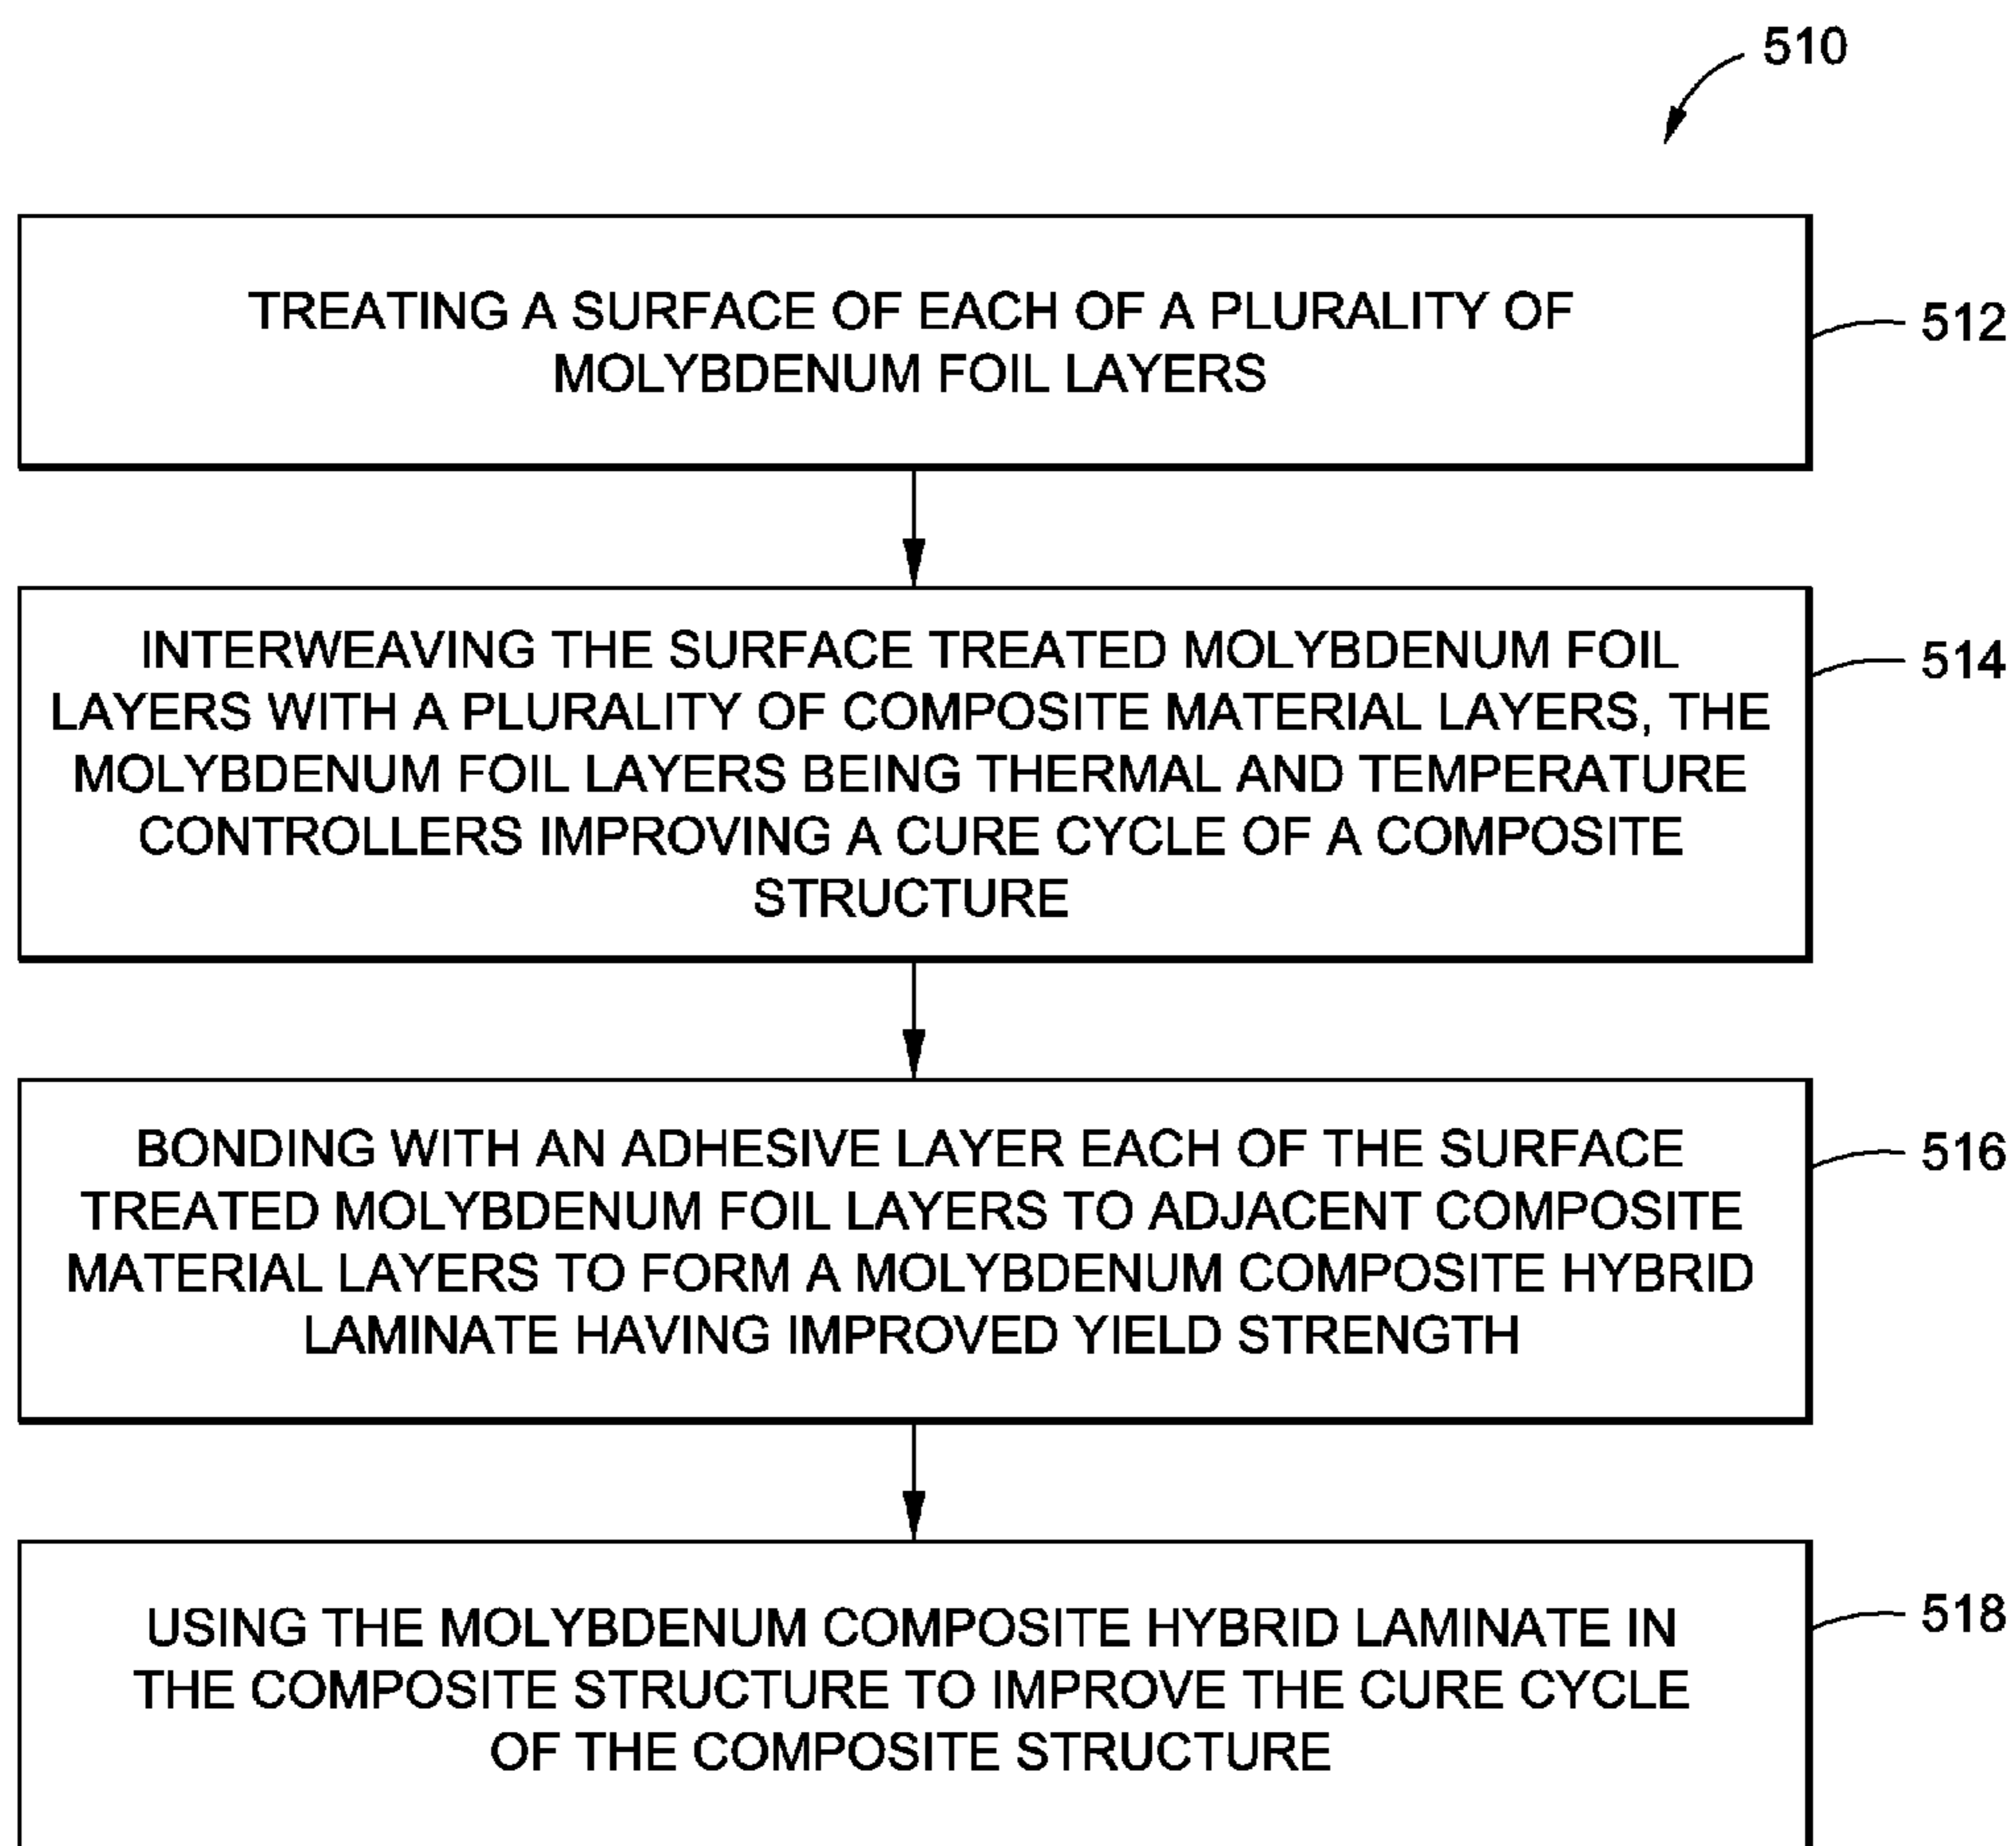 510
TREATING A SURFACE OF EACH OF A PLURALITY OF
MOLYBDENUM FOIL LAYERS
512
INTERWEAVING THE SURFACE TREATED MOLYBDENUM FOIL
LAYERS WITH A PLURALITY OF COMPOSITE MATERIAL LAYERS, THE
MOLYBDENUM FOIL LAYERS BEING THERMAL AND TEMPERATURE
CONTROLLERS IMPROVING A CURE CYCLE OF A COMPOSITE
STRUCTURE
514
BONDING WITH AN ADHESIVE LAYER EACH OF THE SURFACE
TREATED MOLYBDENUM FOIL LAYERS TO ADJACENT COMPOSITE
MATERIAL LAYERS TO FORM A MOLYBDENUM COMPOSITE HYBRID
LAMINATE HAVING IMPROVED YIELD STRENGTH
516
USING THE MOLYBDENUM COMPOSITE HYBRID LAMINATE IN
THE COMPOSITE STRUCTURE TO IMPROVE THE CURE CYCLE
OF THE COMPOSITE STRUCTURE
518